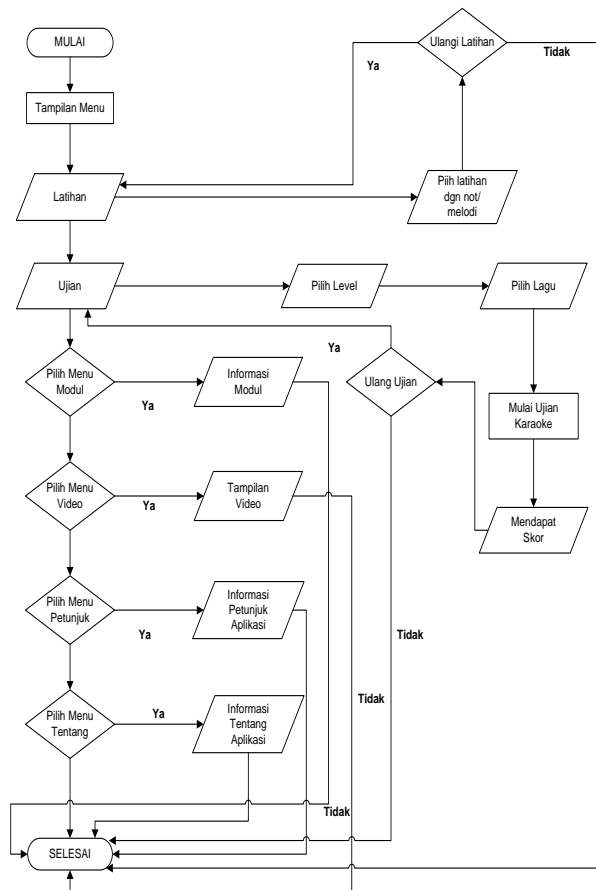 MULAI
Ulangi Latihan
Tidak
Ya
Tampilan Menu
Latihan
Piih latihan
dgn not/
melodi
Ujian
Pilih Level
Pilih Lagu
Ya
Pilih Menu
Modul
Ya
Informasi
Modul
Ulang Ujian
Mulai Ujian
Karaoke
Pilih Menu
Video
Ya
Tampilan
Video
Mendapat
Skor
Pilih Menu
Petunjuk
Ya
Informasi
Petunjuk
Aplikasi
Tidak
Pilih Menu
Tentang
Ya
Informasi
Tentang
Aplikasi
Tidak
Tidak
SELESAI